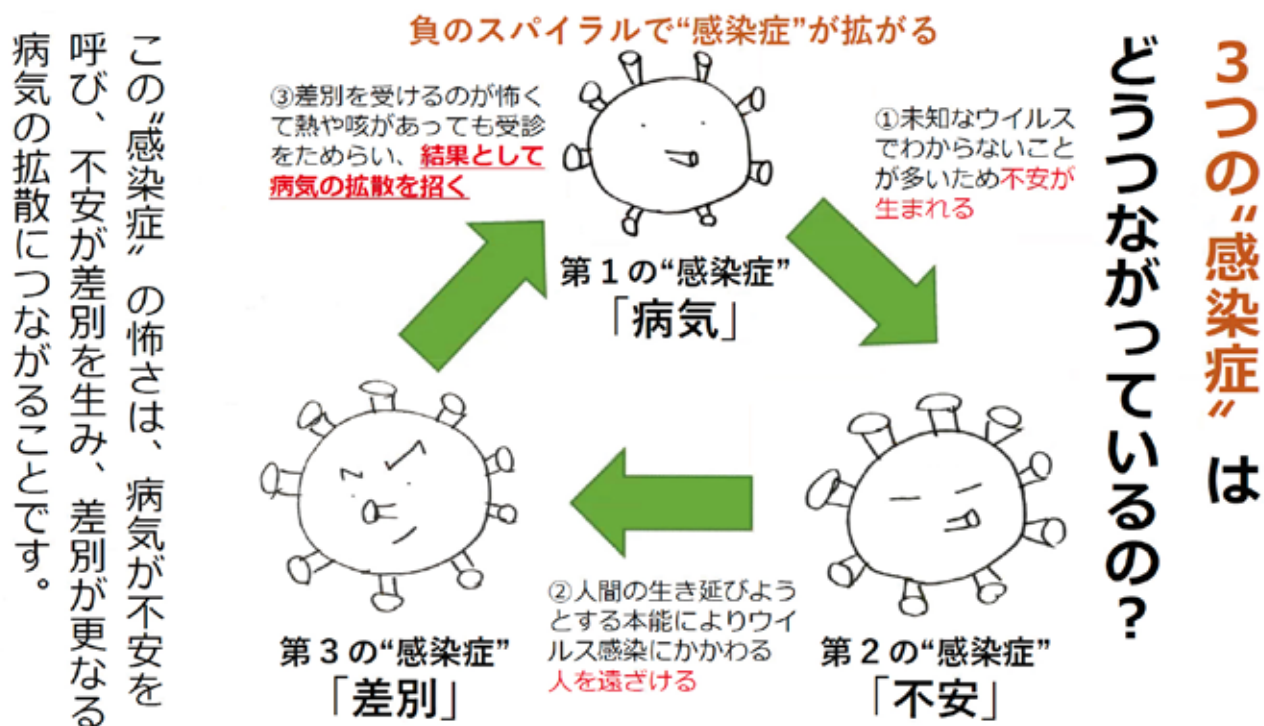 3つの“感染症”は
どうつながっているの？
負のスパイラルで“感染症”が拡がる
第１の“感染症”
「病気」
①未知なウイルス
でわからないこと
が多いため不安が
生まれる
第２の“感染症”
「不安」
②人間の生き延びよう
とする本能によりウイ
ルス感染にかかわる
人を遠ざける
第３の“感染症”
「差別」
③差別を受けるのが怖く
て熱や咳があっても受診
をためらい、結果として
病気の拡散を招く
この“感染症”の怖さは、病気が不安を
呼び、不安が差別を生み、差別が更なる
病気の拡散につながることです。